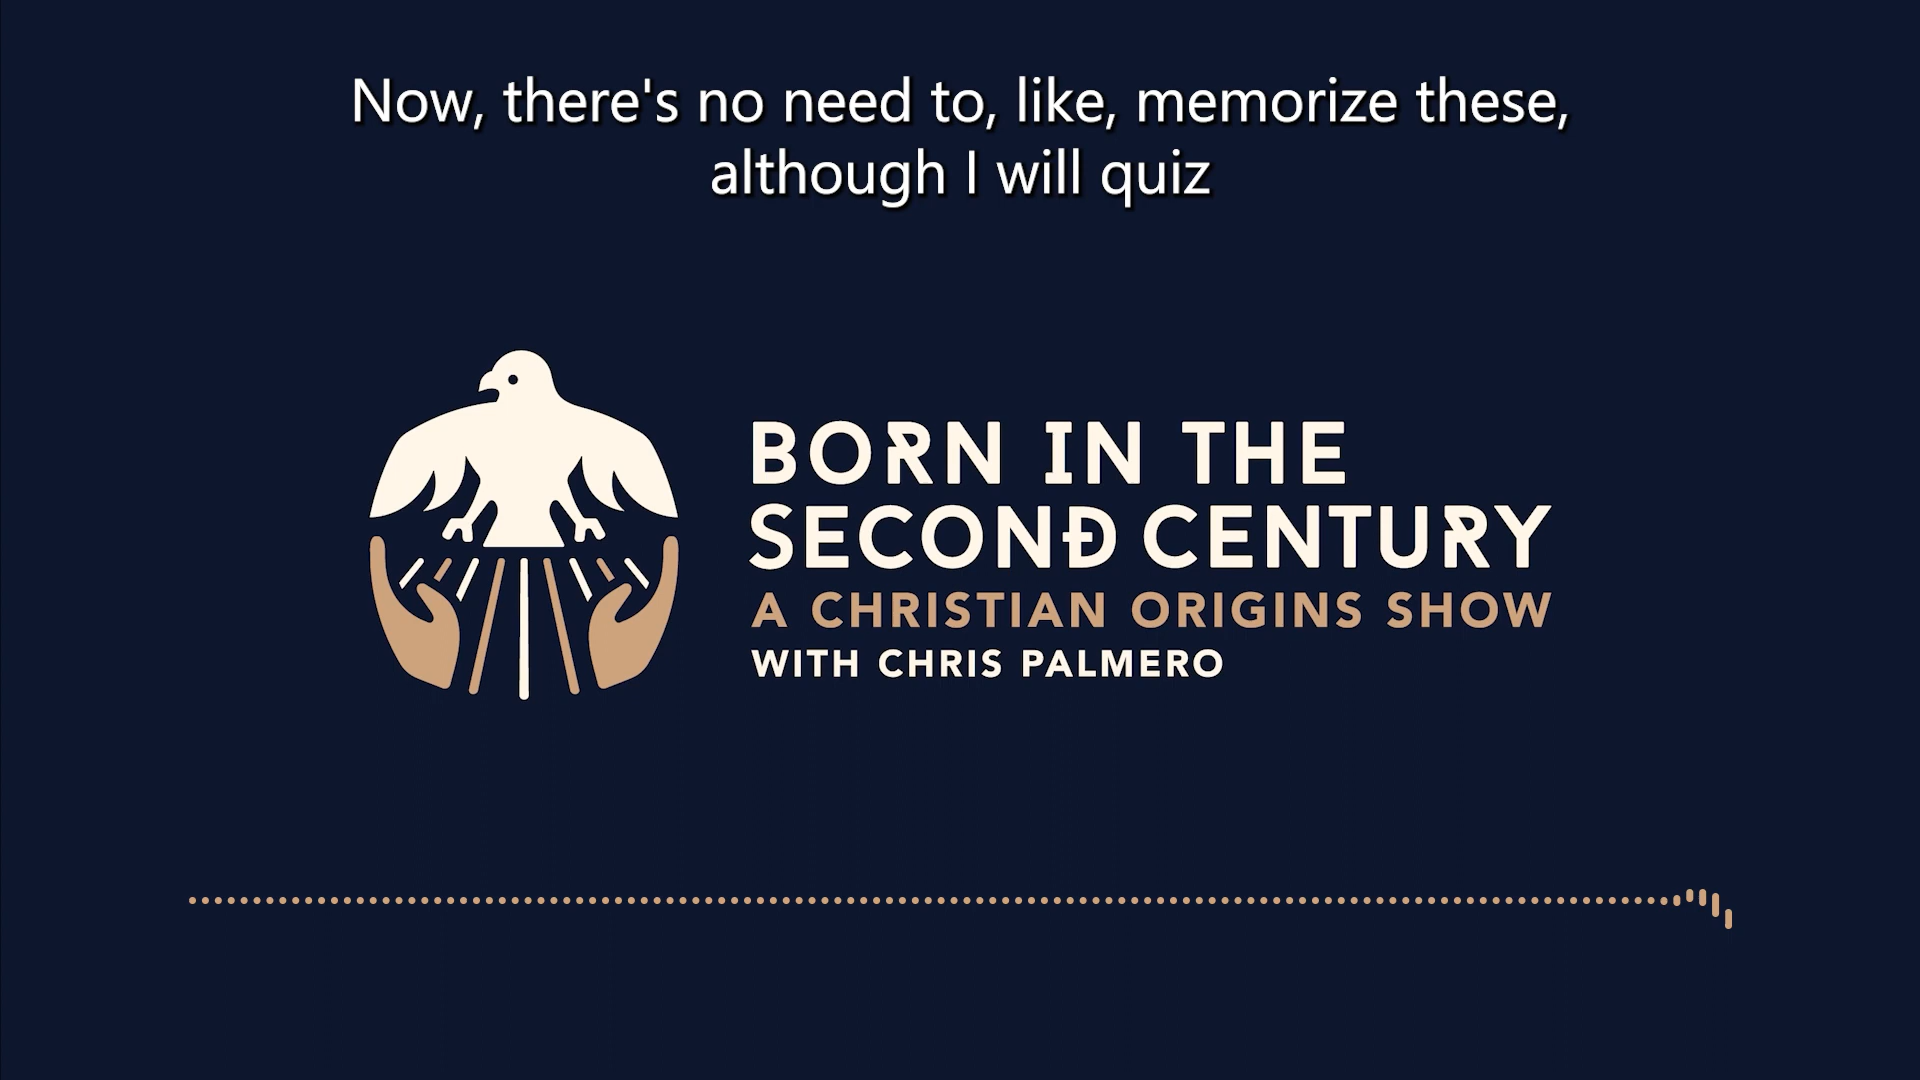 Now, there's no need to, like, memorize these,
although I will quiz
BORN IN THE
SECOND CENTURY
A CHRISTIAN ORIGINS SHOW
WITH CHRIS PALMERO